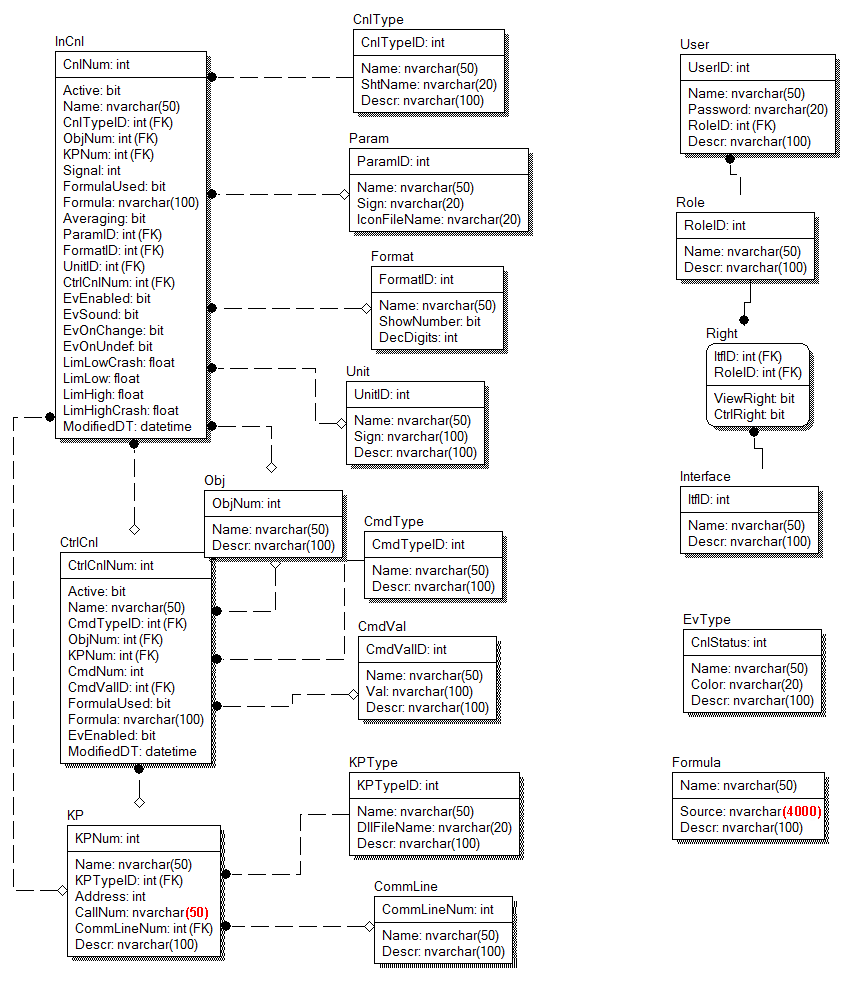 InCnl
CnlNum: int
Active: bit
Name: nvarchar(50)
CnlTypeID: int (FK)
ObjNum: int (FK)
KPNum: int (FK)
Signal: int
FormulaUsed: bit
Formula: nvarchar(100)
Averaging: bit
ParamID: int (FK)
FormatID: int (FK)
UnitID: int (FK)
CtrlCnlNum: int (FK)
EvEnabled: bit
EvSound: bit
EvOnChange: bit
EvOnUndef: bit
LimLowCrash: float
LimLow: float
LimHigh: float
LimHighCrash: float
ModifiedDT: datetime
CnlType
CnlTypeID: int
Name: nvarchar(50)
ShtName: nvarchar(20)
Descr: nvarchar(100)
Param
ParamID: int
Name: nvarchar(50)
Sign: nvarchar(20)
IconFileName: nvarchar(20)
Format
FormatID: int
Name: nvarchar(50)
ShowNumber: bit
DecDigits: int
Unit
UnitID: int
Name: nvarchar(50)
Sign: nvarchar(100)
Descr: nvarchar(100)
Obj
ObjNum: int
Name: nvarchar(50)
Descr: nvarchar(100)
CtrlCnl
CtrlCnlNum: int
Active: bit
Name: nvarchar(50)
CmdTypeID: int (FK)
ObjNum: int (FK)
KPNum: int (FK)
CmdNum: int
CmdValID: int (FK)
FormulaUsed: bit
Formula: nvarchar(100)
EvEnabled: bit
ModifiedDT: datetime
CmdType
CmdTypeID: int
Name: nvarchar(50)
Descr: nvarchar(100)
CmdVal
CmdValID: int
Name: nvarchar(50)
Val: nvarchar(100)
Descr: nvarchar(100)
KP
KPNum: int
Name: nvarchar(50)
KPTypeID: int (FK)
Address: int
CallNum: nvarchar(50)
CommLineNum: int (FK)
Descr: nvarchar(100)
KPType
KPTypeID: int
Name: nvarchar(50)
DllFileName: nvarchar(20)
Descr: nvarchar(100)
CommLine
CommLineNum: int
Name: nvarchar(50)
Descr: nvarchar(100)
User
UserID: int
Name: nvarchar(50)
Password: nvarchar(20)
RoleID: int (FK)
Descr: nvarchar(100)
Role
RoleID: int
Name: nvarchar(50)
Descr: nvarchar(100)
Right
ItfID: int (FK)
RoleID: int (FK)
ViewRight: bit
CtrlRight: bit
Interface
ItfID: int
Name: nvarchar(50)
Descr: nvarchar(100)
EvType
CnlStatus: int
Name: nvarchar(50)
Color: nvarchar(20)
Descr: nvarchar(100)
Formula
Name: nvarchar(50)
Source: nvarchar(4000)
Descr: nvarchar(100)